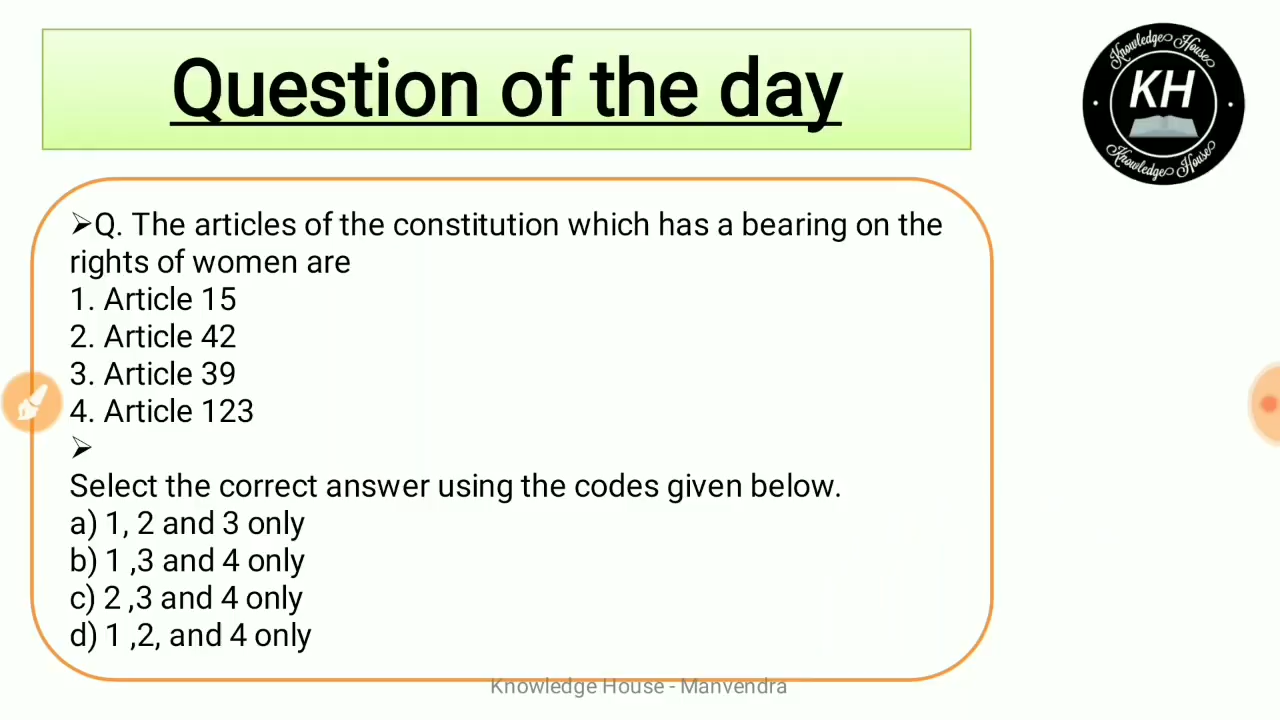 Question of the day
Knowledge House
KH
Knowledge House
➢Q. The articles of the constitution which has a bearing on the
rights of women are
1. Article 15
2. Article 42
3. Article 39
4. Article 123
➢
Select the correct answer using the codes given below.
a) 1, 2 and 3 only
b) 1 ,3 and 4 only
c) 2 ,3 and 4 only
d) 1 ,2, and 4 only
Knowledge House - Manvendra